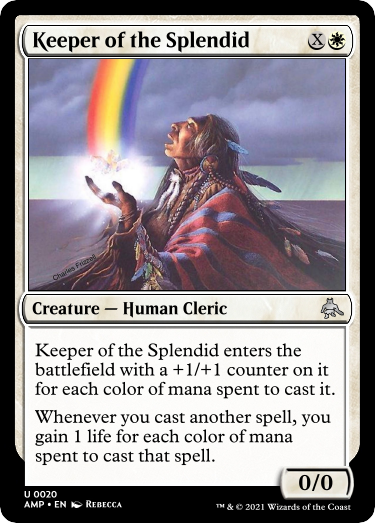 Keeper of the Splendid X
Charles Frizzell
Creature — Human Cleric
Keeper of the Splendid enters the
battlefield with a +1/+1 counter on it
for each color of mana spent to cast it.
Whenever you cast another spell, you
gain 1 life for each color of mana
spent to cast that spell.
0/0
U 0020
AMP • EN Rebecca
™ & © 2021 Wizards of the Coast